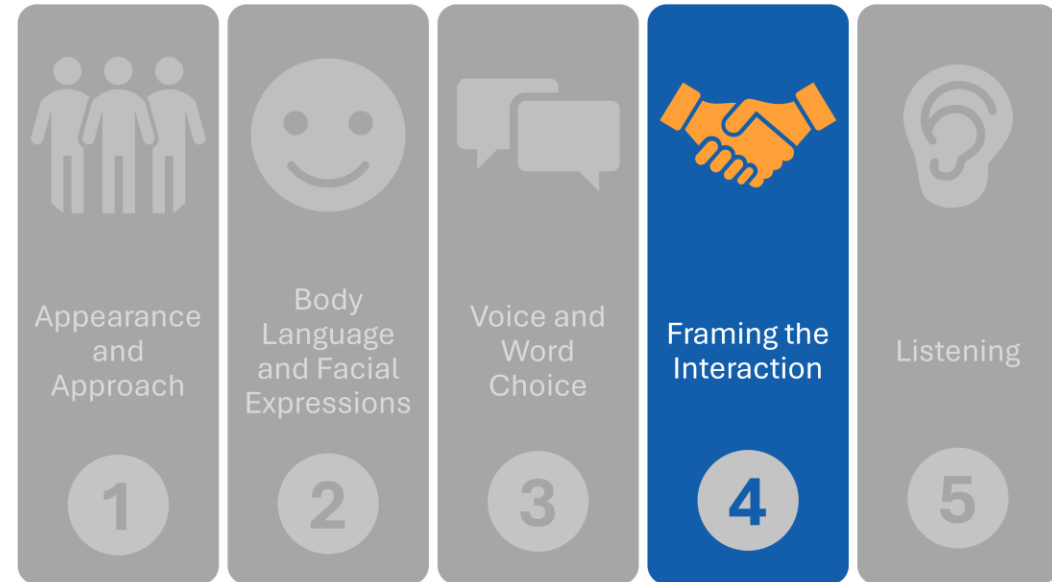 Appearance
and
Approach
1
Body
Language
and Facial
Expressions
2
Voice and
Word
Choice
3
Framing the
Interaction
4
Listening
5